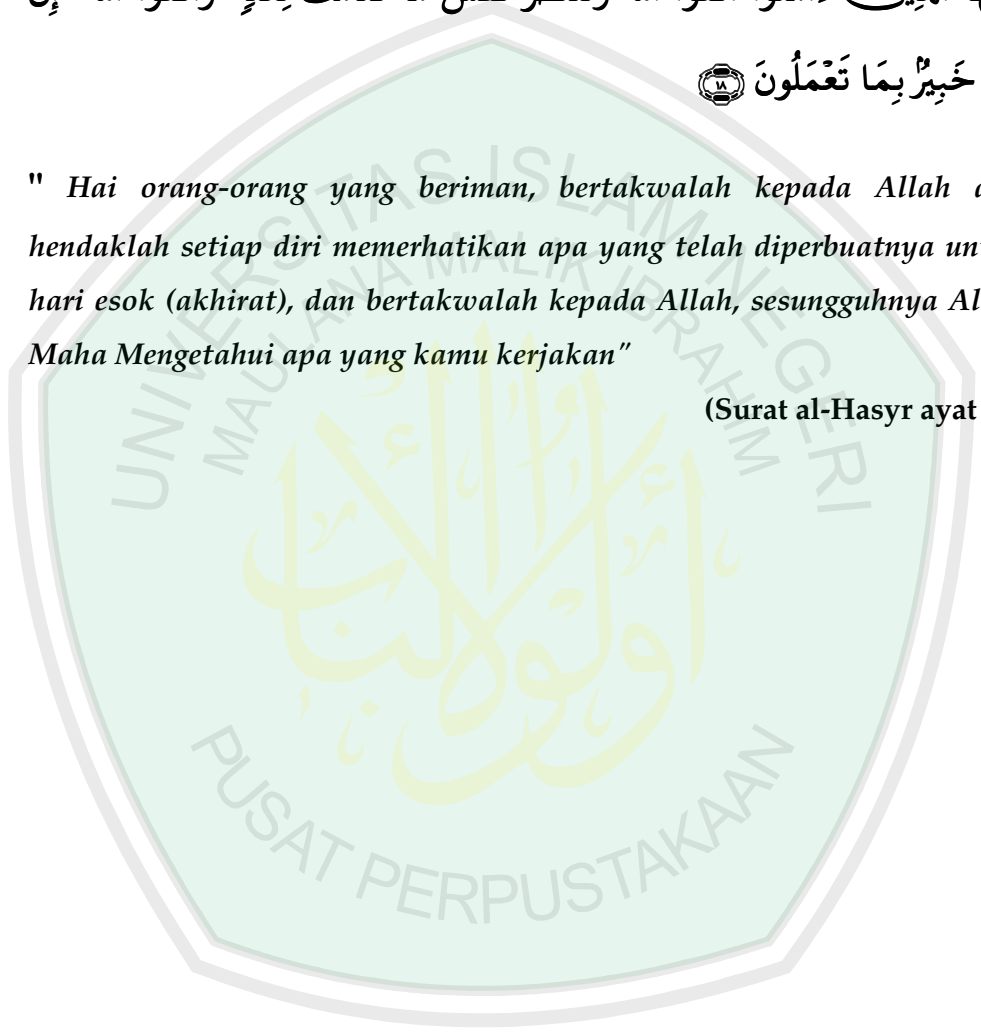 خَبِيرٌۢ بِمَا تَعْمَلُونَ ١٨
" Hai orang-orang yang beriman, bertakwalah kepada Allah
hendaklah setiap diri memerhatikan apa yang telah diperbuatnya un
hari esok (akhirat), dan bertakwalah kepada Allah, sesungguhnya Al
Maha Mengetahui apa yang kamu kerjakan"
(Surat al-Hasyr ayat
UNIVERSITAS ISLAM NEGERI
MAULANA MALIK IBRAHIM
PUSAT PERPUSTAKAAN